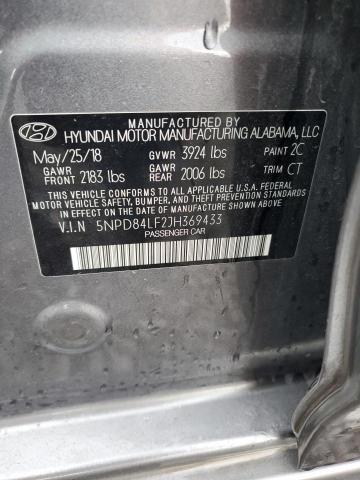 MANUFACTURED BY
HYUNDAI MOTOR MANUFACTURING ALABAMA, LLC
May/25/18 GVWR 3924 lbs PAINT 2C
GAWR FRONT 2183 lbs GAWR REAR 2006 lbs TRIM CT
THIS VEHICLE CONFORMS TO ALL APPLICABLE U.S. FEDERAL
MOTOR VEHICLE SAFETY, BUMPER, AND THEFT PREVENTION
STANDARDS IN EFFECT ON THE DATE OF MANUFACTURE SHOWN ABOVE.
V.I.N 5NPD84LF2JH369433
PASSENGER CAR